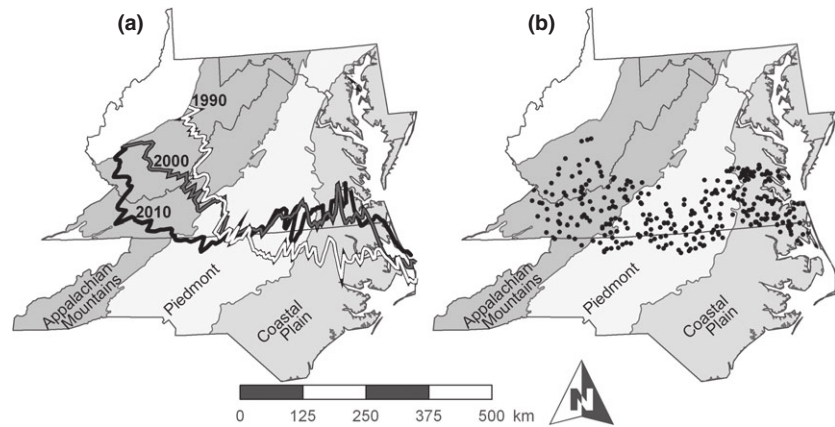 (a)
(b)
1990
2000
2010
Appalachian
Mountains
Piedmont
Coastal
Plain
Appalachian
Mountains
Piedmont
Coastal
Plain
0 125 250 375 500 km
N